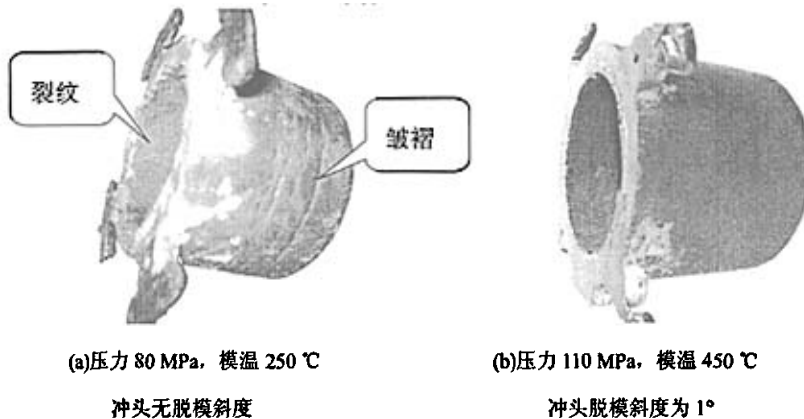 裂纹
皱褶
(a)压力 80 MPa，模温 250 ℃
(b)压力 110 MPa，模温 450 ℃
冲头无脱模斜度
冲头脱模斜度为 1°